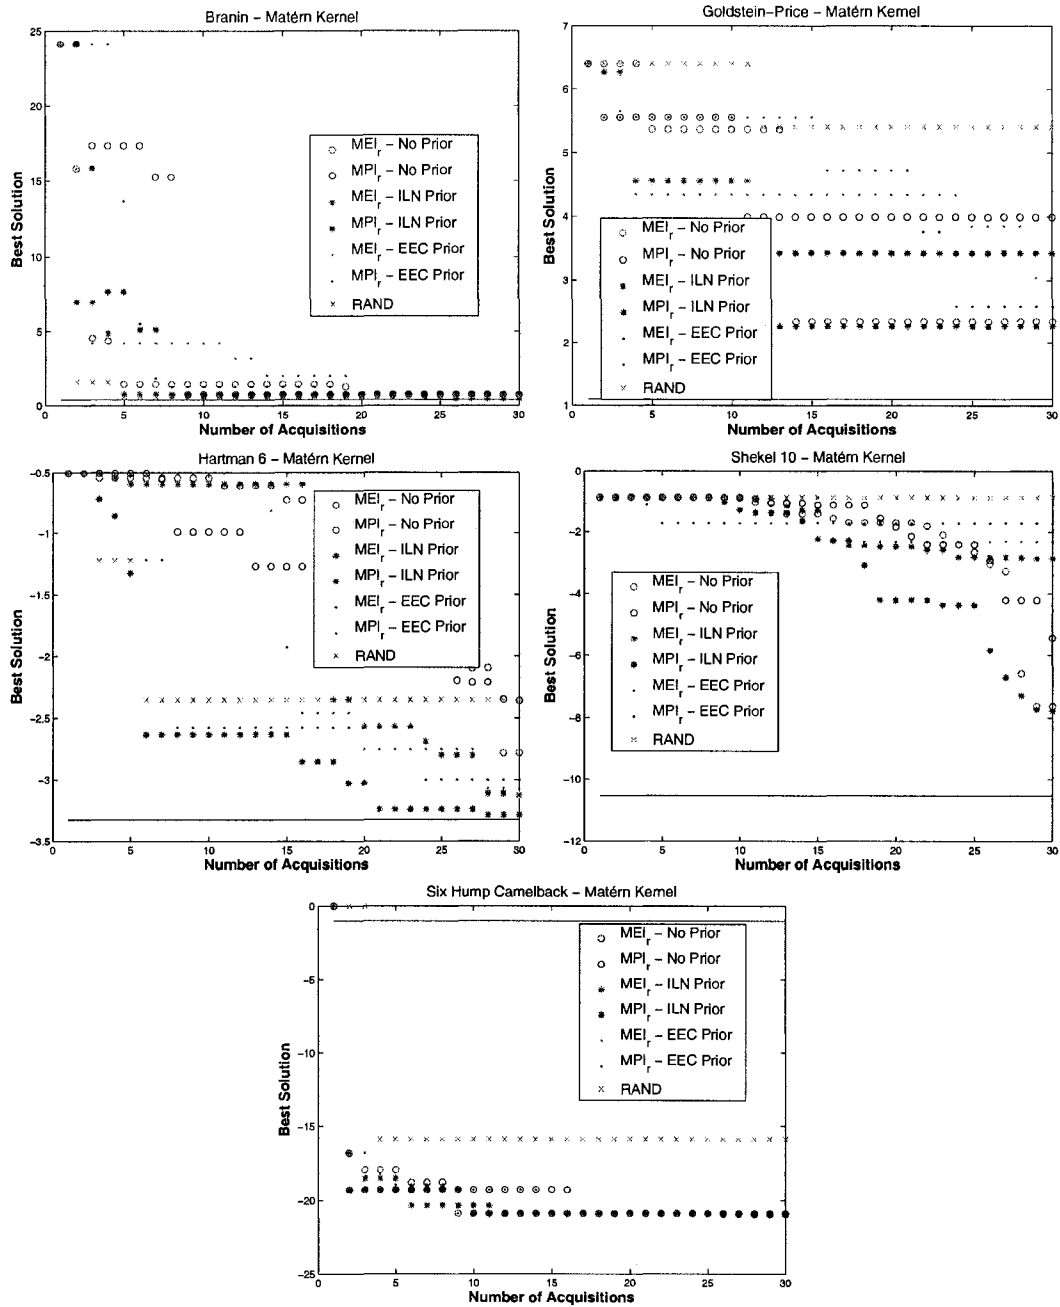 Branin – Matérn Kernel
25
20
15
10
5
0
0
5
10
15
20
25
30
Best Solution
Number of Acquisitions
MEIr – No Prior
MPIr – No Prior
MEIr – ILN Prior
MPIr – ILN Prior
MEIr – EEC Prior
MPIr – EEC Prior
RAND
Goldstein–Price – Matérn Kernel
7
6
5
4
3
2
1
0
5
10
15
20
25
30
Best Solution
Number of Acquisitions
MEIr – No Prior
MPIr – No Prior
MEIr – ILN Prior
MPIr – ILN Prior
MEIr – EEC Prior
MPIr – EEC Prior
RAND
Hartman 6 – Matérn Kernel
-0.5
-1
-1.5
-2
-2.5
-3
-3.5
0
5
10
15
20
25
30
Best Solution
Number of Acquisitions
MEIr – No Prior
MPIr – No Prior
MEIr – ILN Prior
MPIr – ILN Prior
MEIr – EEC Prior
MPIr – EEC Prior
RAND
Shekel 10 – Matérn Kernel
0
-2
-4
-6
-8
-10
-12
0
5
10
15
20
25
30
Best Solution
Number of Acquisitions
MEIr – No Prior
MPIr – No Prior
MEIr – ILN Prior
MPIr – ILN Prior
MEIr – EEC Prior
MPIr – EEC Prior
RAND
Six Hump Camelback – Matérn Kernel
0
-5
-10
-15
-20
-25
0
5
10
15
20
25
30
Best Solution
Number of Acquisitions
MEIr – No Prior
MPIr – No Prior
MEIr – ILN Prior
MPIr – ILN Prior
MEIr – EEC Prior
MPIr – EEC Prior
RAND